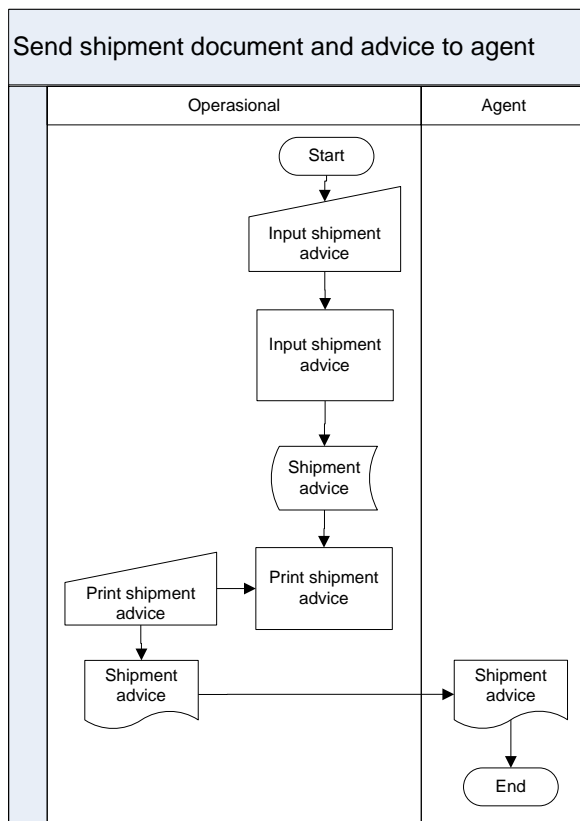 Send shipment document and advice to agent
Operasional
Agent
Start
Input shipment
advice
Input shipment
advice
Shipment
advice
Print shipment
advice
Print shipment
advice
Shipment
advice
Shipment
advice
End